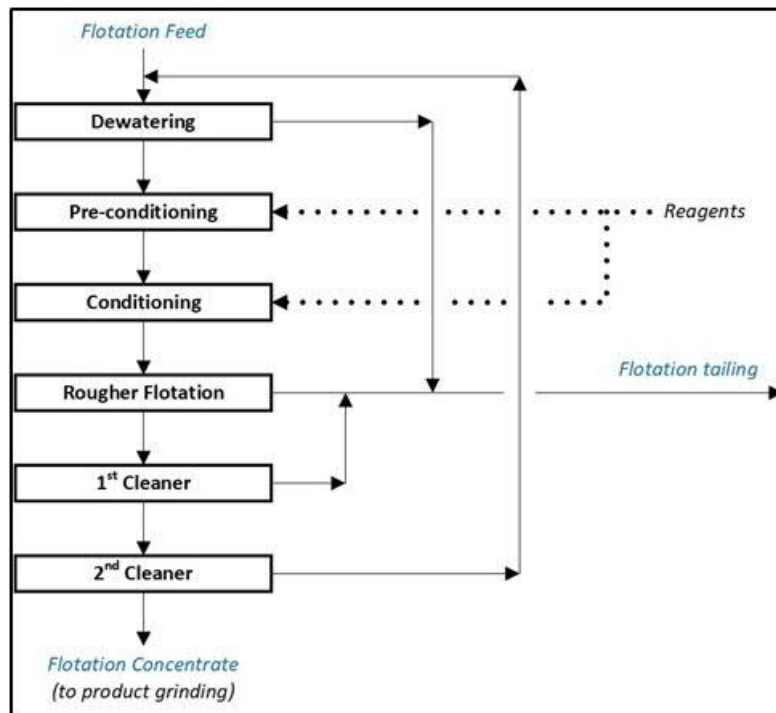 Flotation Feed
Dewatering
Pre-conditioning
Reagents
Conditioning
Flotation tailing
Rougher Flotation
1st Cleaner
2nd Cleaner
Flotation Concentrate
(to product grinding)